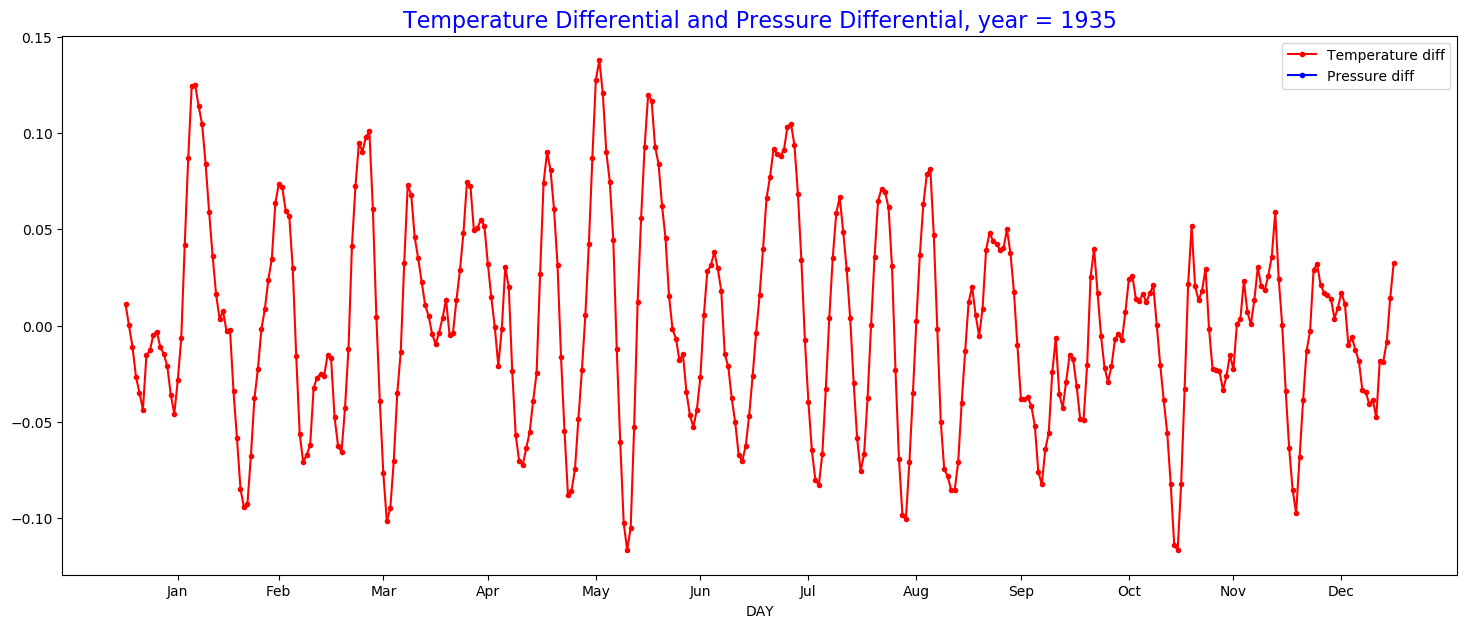 Temperature Differential and Pressure Differential, year = 1935
Temperature diff
Pressure diff
0.15
0.10
0.05
0.00
−0.05
−0.10
Jan Feb Mar Apr May Jun Jul Aug Sep Oct Nov Dec
DAY